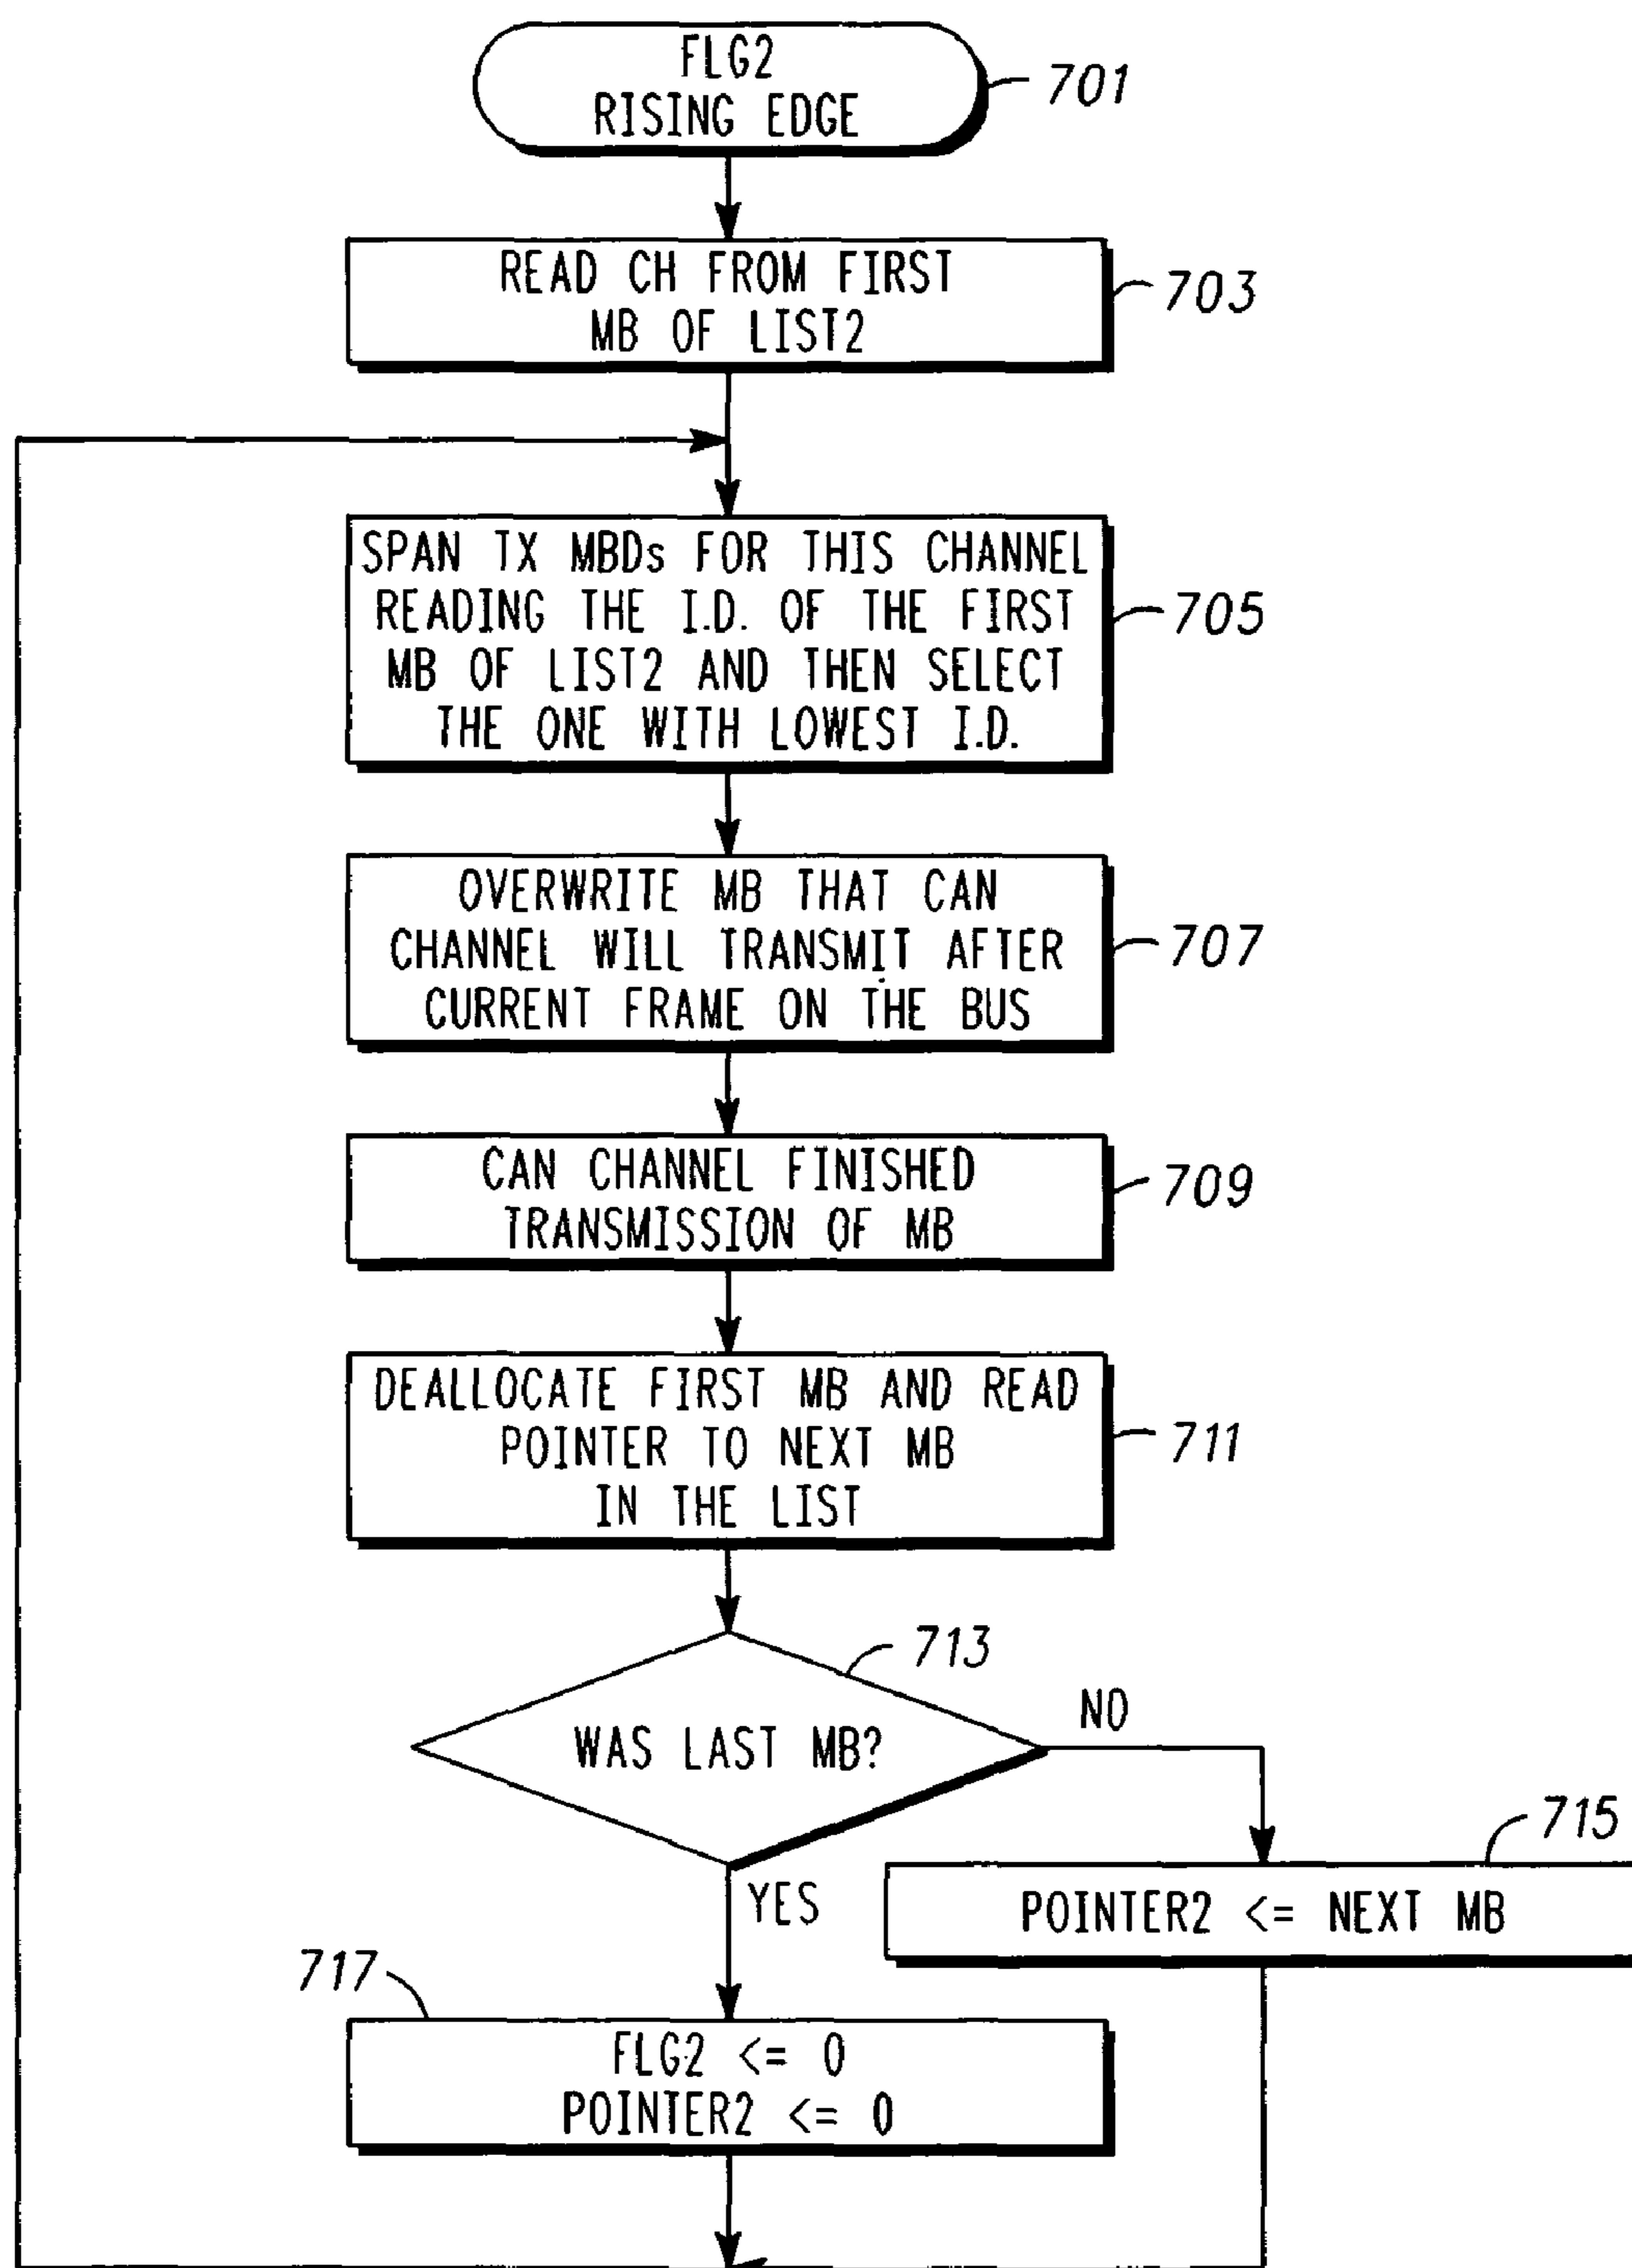 FLG2
RISING EDGE
701
READ CH FROM FIRST
MB OF LIST2
703
SPAN TX MBDs FOR THIS CHANNEL
READING THE I.D. OF THE FIRST
MB OF LIST2 AND THEN SELECT
THE ONE WITH LOWEST I.D.
705
OVERWRITE MB THAT CAN
CHANNEL WILL TRANSMIT AFTER
CURRENT FRAME ON THE BUS
707
CAN CHANNEL FINISHED
TRANSMISSION OF MB
709
DEALLOCATE FIRST MB AND READ
POINTER TO NEXT MB
IN THE LIST
711
713
WAS LAST MB?
NO
YES
715
POINTER2 <= NEXT MB
717
FLG2 <= 0
POINTER2 <= 0